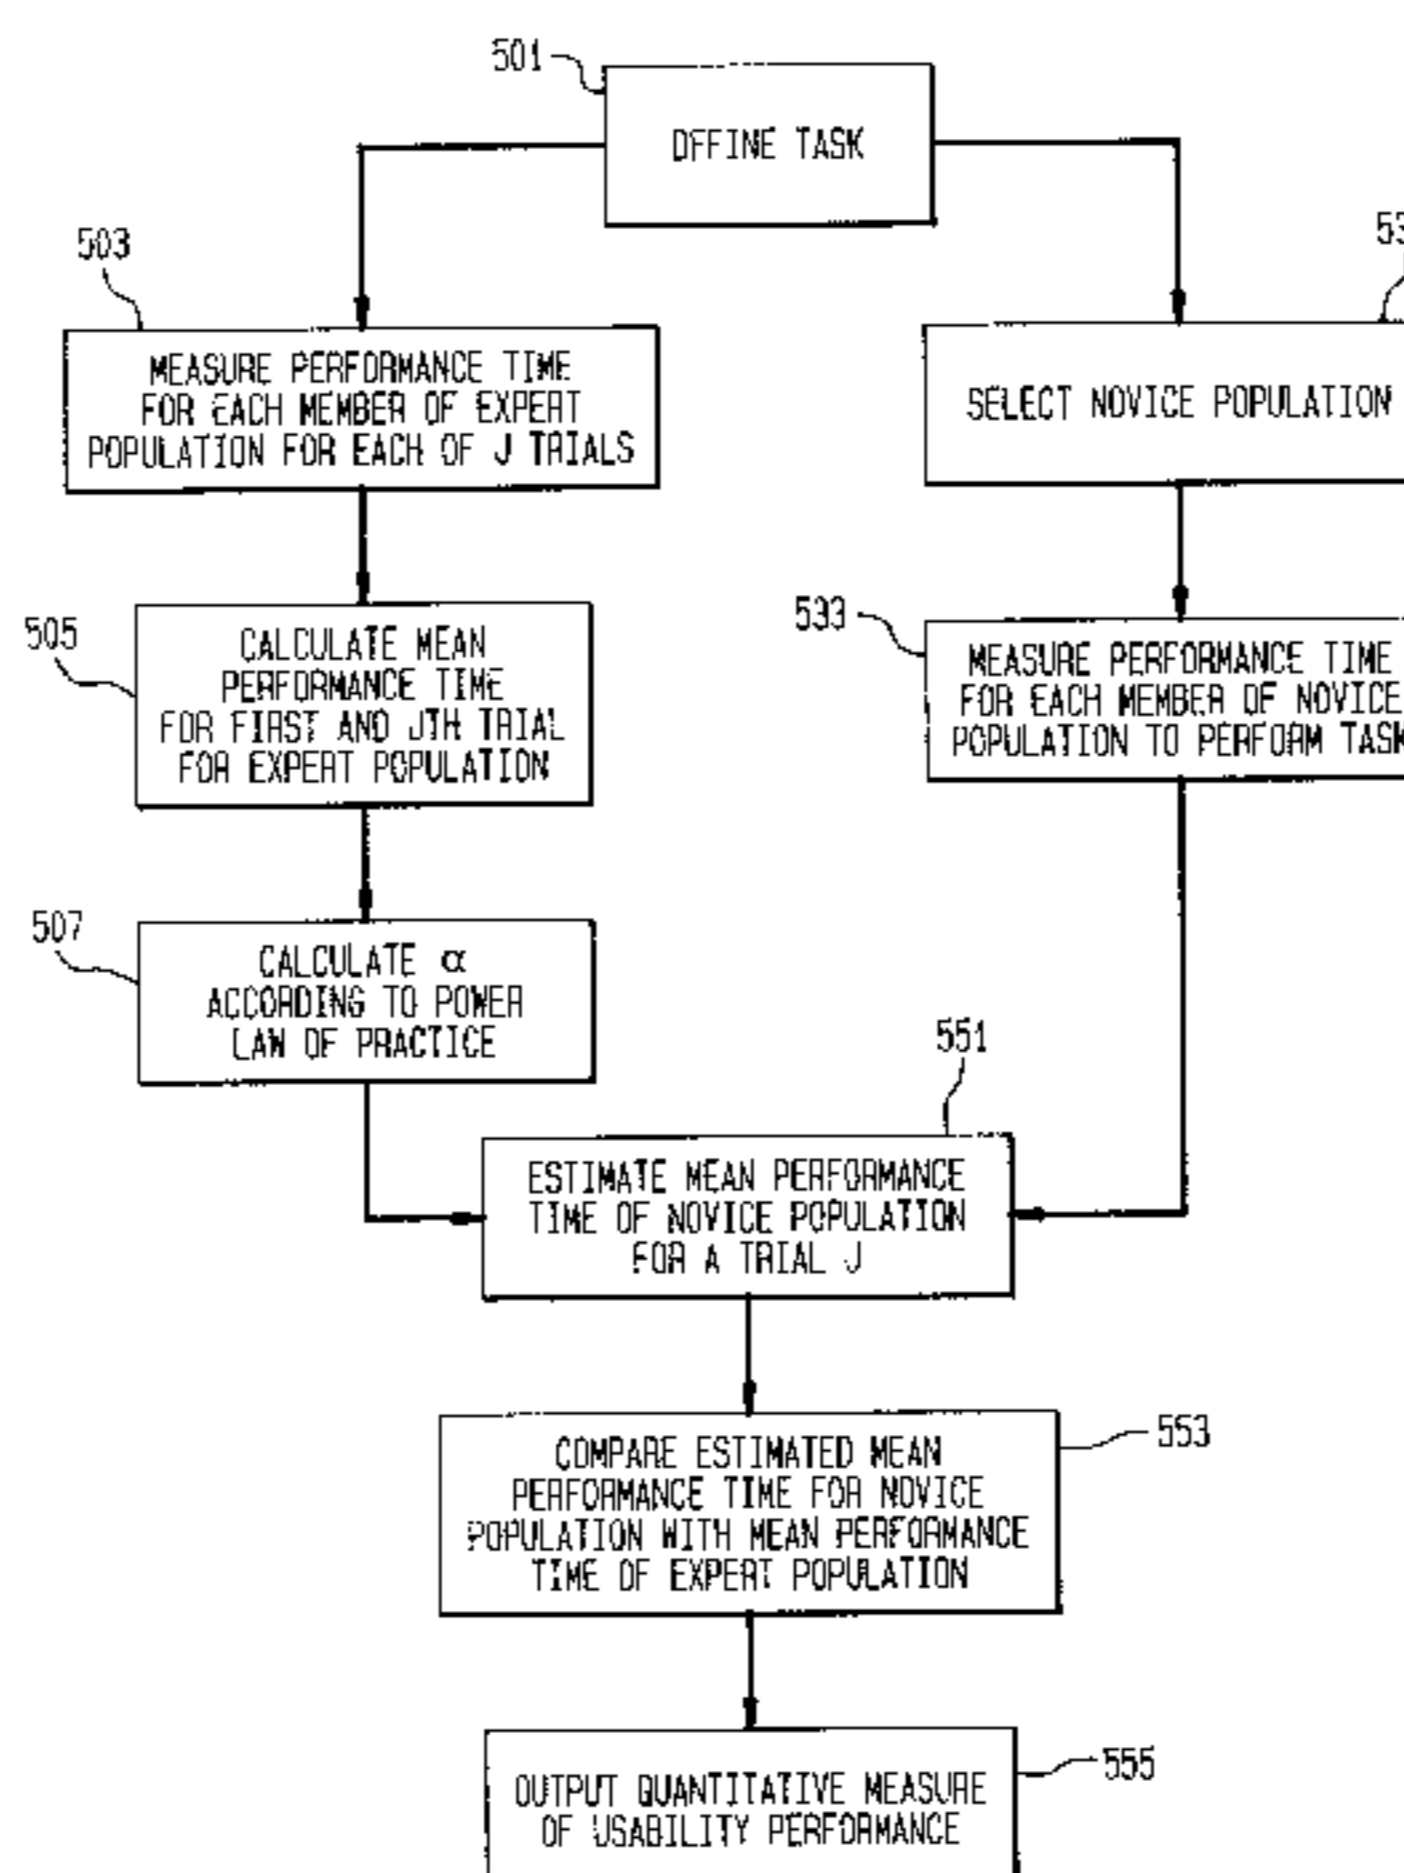 501
DEFINE TASK
503
MEASURE PERFORMANCE TIME
FOR EACH MEMBER OF EXPERT
POPULATION FOR EACH OF J TRIALS
SELECT NOVICE POPULATION
505
CALCULATE MEAN
PERFORMANCE TIME
FOR FIRST AND JTH TRIAL
FOR EXPERT POPULATION
533
MEASURE PERFORMANCE TIME
FOR EACH MEMBER OF NOVICE
POPULATION TO PERFORM TASK
507
CALCULATE α
ACCORDING TO POWER
LAW OF PRACTICE
551
ESTIMATE MEAN PERFORMANCE
TIME OF NOVICE POPULATION
FOR A TRIAL J
553
COMPARE ESTIMATED MEAN
PERFORMANCE TIME FOR NOVICE
POPULATION WITH MEAN PERFORMANCE
TIME OF EXPERT POPULATION
555
OUTPUT QUANTITATIVE MEASURE
OF USABILITY PERFORMANCE